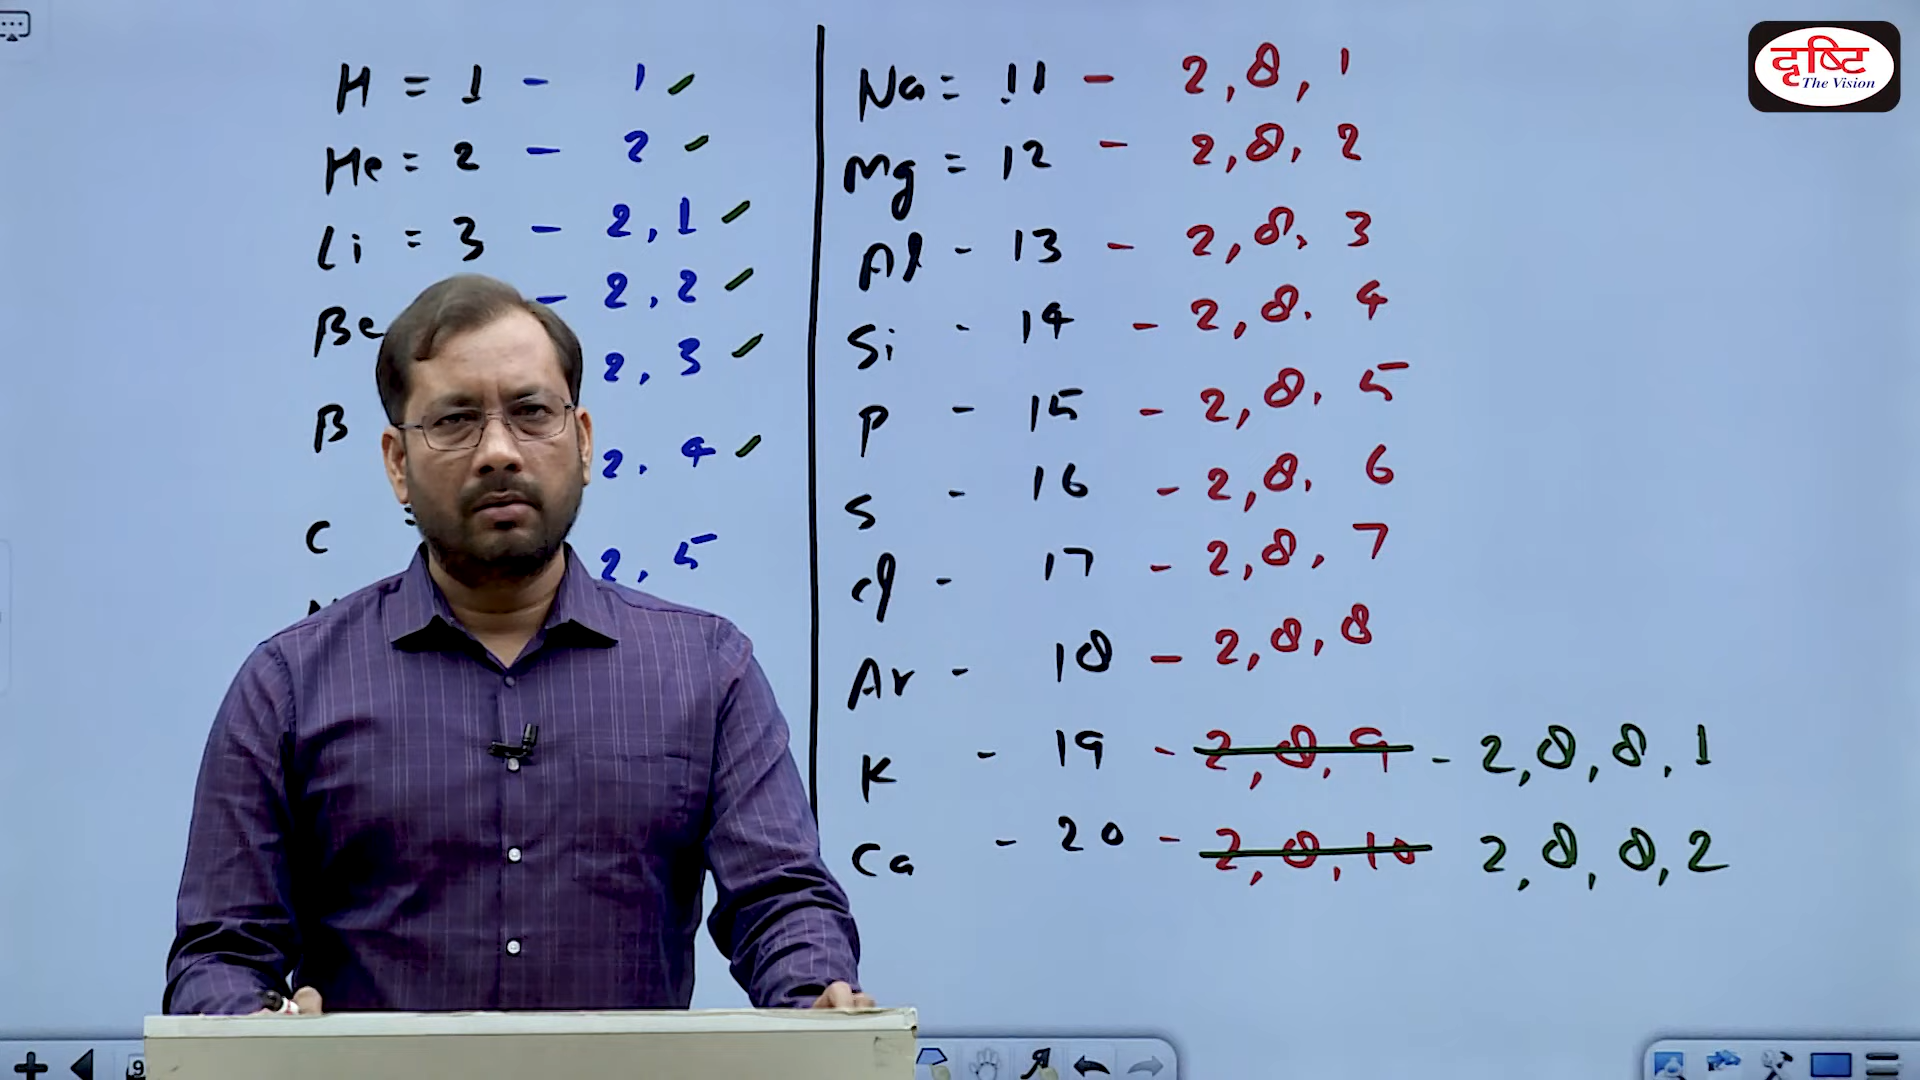 H = 1 - 1
He = 2 - 2
Li = 3 - 2, 1
Be - 2, 2
B 2, 3
C 2, 4
2, 5
Na = 11 - 2, 8, 1
Mg = 12 - 2, 8, 2
Al - 13 - 2, 8, 3
Si - 14 - 2, 8, 4
P - 15 - 2, 8, 5
S - 16 - 2, 8, 6
Cl - 17 - 2, 8, 7
Ar - 18 - 2, 8, 8
K - 19 - 2, 8, 9 - 2, 8, 8, 1
Ca - 20 - 2, 8, 10 2, 8, 8, 2
दृष्टि
The Vision
9